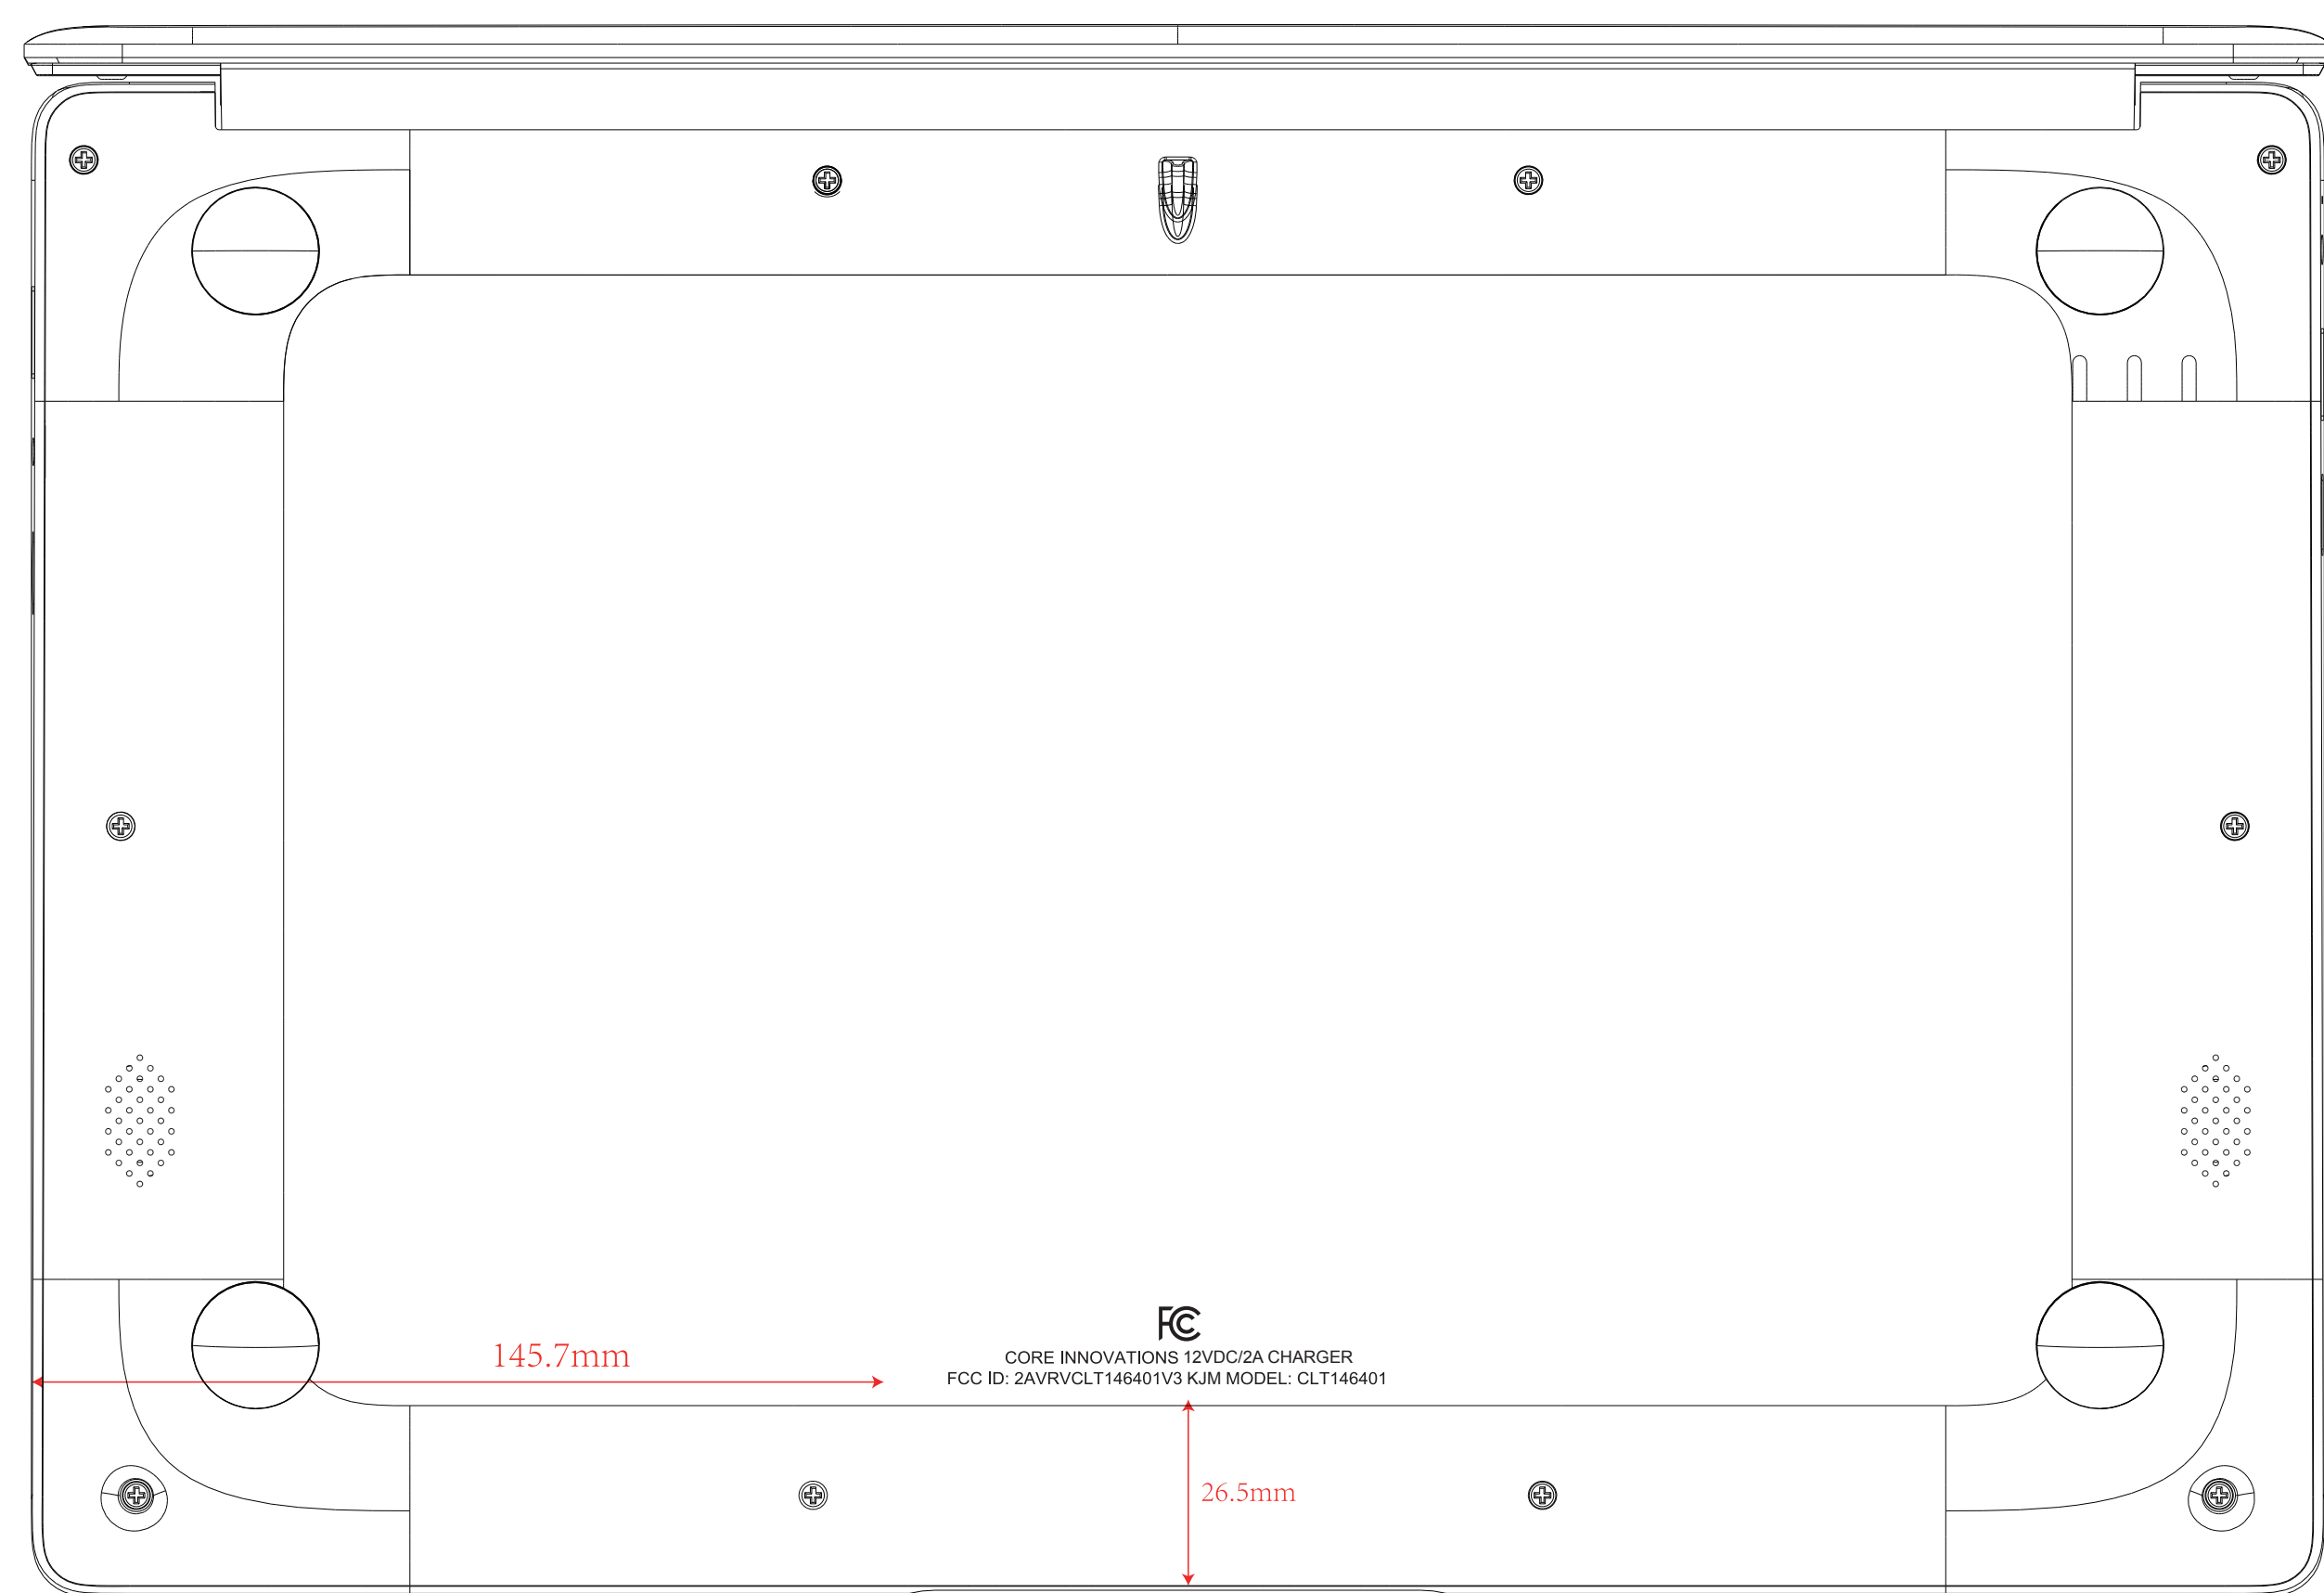 FC
145.7mm
CORE INNOVATIONS 12VDC/2A CHARGER
FCC ID: 2AVRVCLT146401V3 KJM MODEL: CLT146401
26.5mm